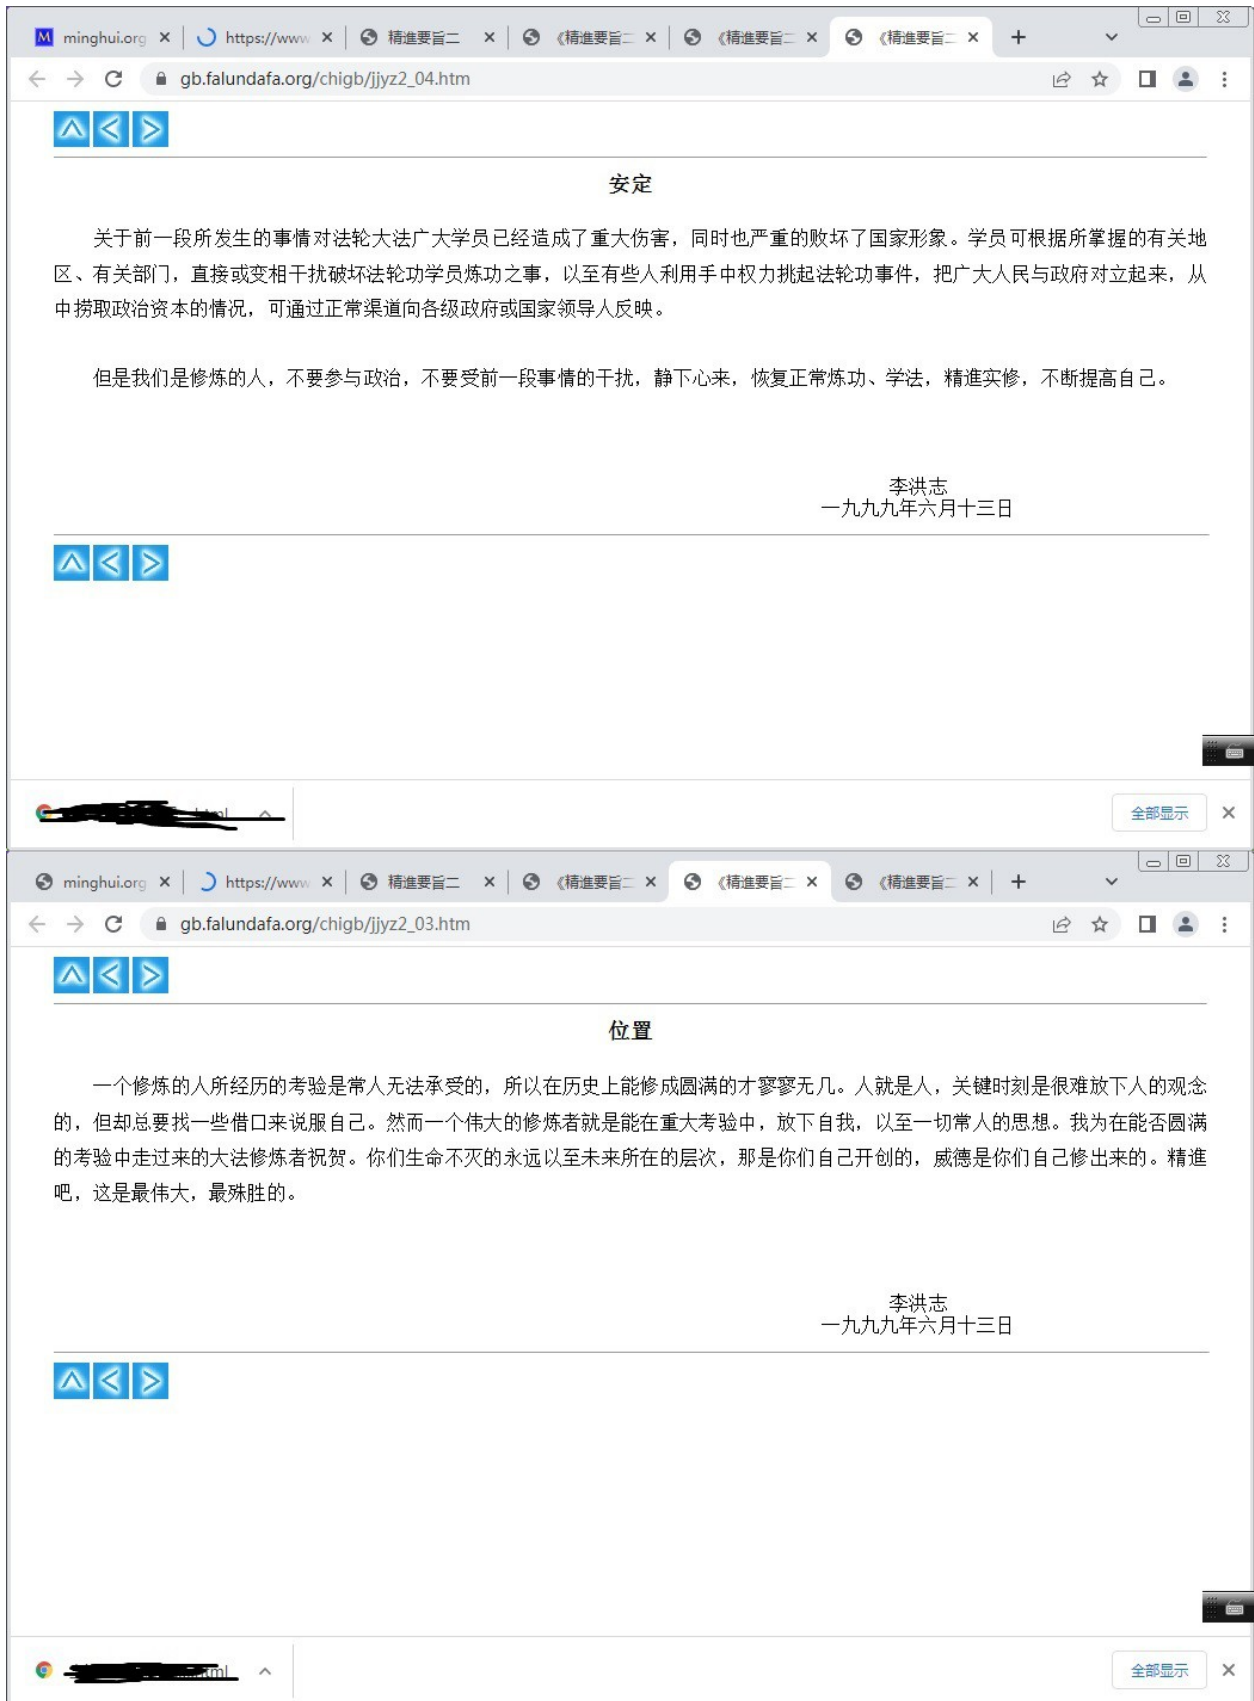 minghui.org
https://www
精進要旨二
《精進要旨二
《精進要旨二
《精進要旨二
gb.falundafa.org/chigb/jjyz2_04.htm
安定
关于前一段所发生的事情对法轮大法广大学员已经造成了重大伤害，同时也严重的败坏了国家形象。学员可根据所掌握的有关地
区、有关部门，直接或变相干扰破坏法轮功学员炼功之事，以至有些人利用手中权力挑起法轮功事件，把广大人民与政府对立起来，从
中捞取政治资本的情况，可通过正常渠道向各级政府或国家领导人反映。
但是我们是修炼的人，不要参与政治，不要受前一段事情的干扰，静下心来，恢复正常炼功、学法，精進实修，不断提高自己。
李洪志
一九九九年六月十三日
全部显示
minghui.org
https://www
精進要旨二
《精進要旨二
《精進要旨二
《精進要旨二
gb.falundafa.org/chigb/jjyz2_03.htm
位置
一个修炼的人所经历的考验是常人无法承受的，所以在历史上能修成圆满的才寥寥无几。人就是人，关键时刻是很难放下人的观念
的，但却总要找一些借口来说服自己。然而一个伟大的修炼者就是能在重大考验中，放下自我，以至一切常人的思想。我为在能否圆满
的考验中走过来的大法修炼者祝贺。你们生命不灭的永远以至未来所在的层次，那是你们自己开创的，威德是你们自己修出来的。精進
吧，这是最伟大，最殊胜的。
李洪志
一九九九年六月十三日
全部显示